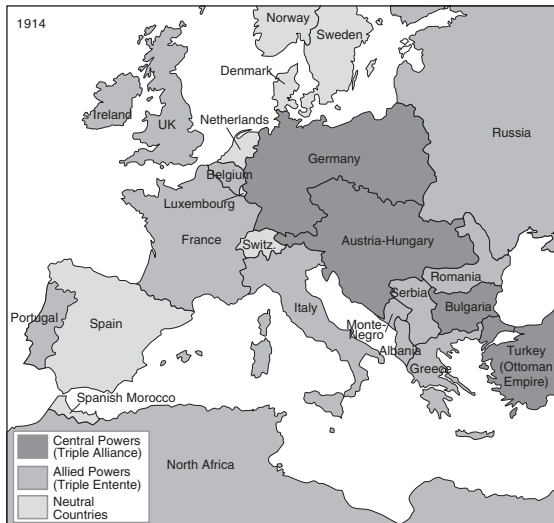 1914
Norway
Sweden
Denmark
Ireland
UK
Netherlands
Russia
Germany
Belgium
Luxembourg
France
Switz.
Austria-Hungary
Romania
Serbia
Bulgaria
Italy
Monte-
Negro
Portugal
Spain
Albania
Greece
Turkey
(Ottoman
Empire)
Spanish Morocco
North Africa
Central Powers
(Triple Alliance)
Allied Powers
(Triple Entente)
Neutral
Countries